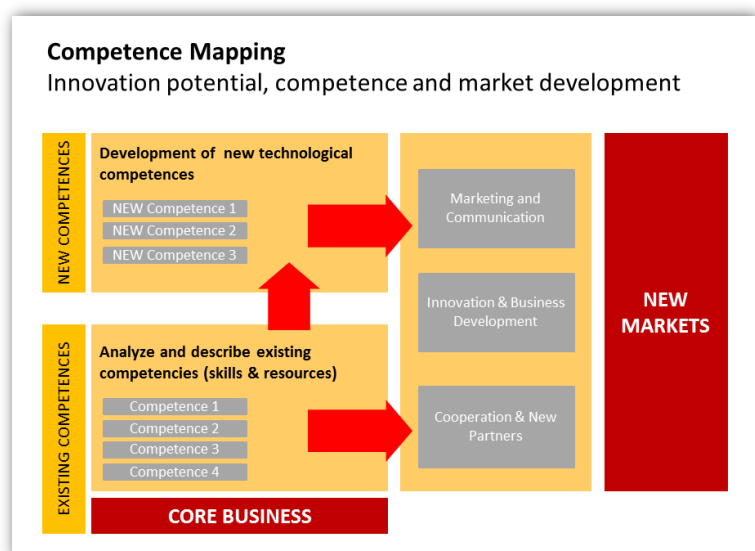 Competence Mapping
Innovation potential, competence and market development
NEW COMPETENCES
Development of new technological
competences
NEW Competence 1
NEW Competence 2
NEW Competence 3
EXISTING COMPETENCES
Analyze and describe existing
competencies (skills & resources)
Competence 1
Competence 2
Competence 3
Competence 4
CORE BUSINESS
Marketing and
Communication
Innovation & Business
Development
Cooperation & New
Partners
NEW
MARKETS